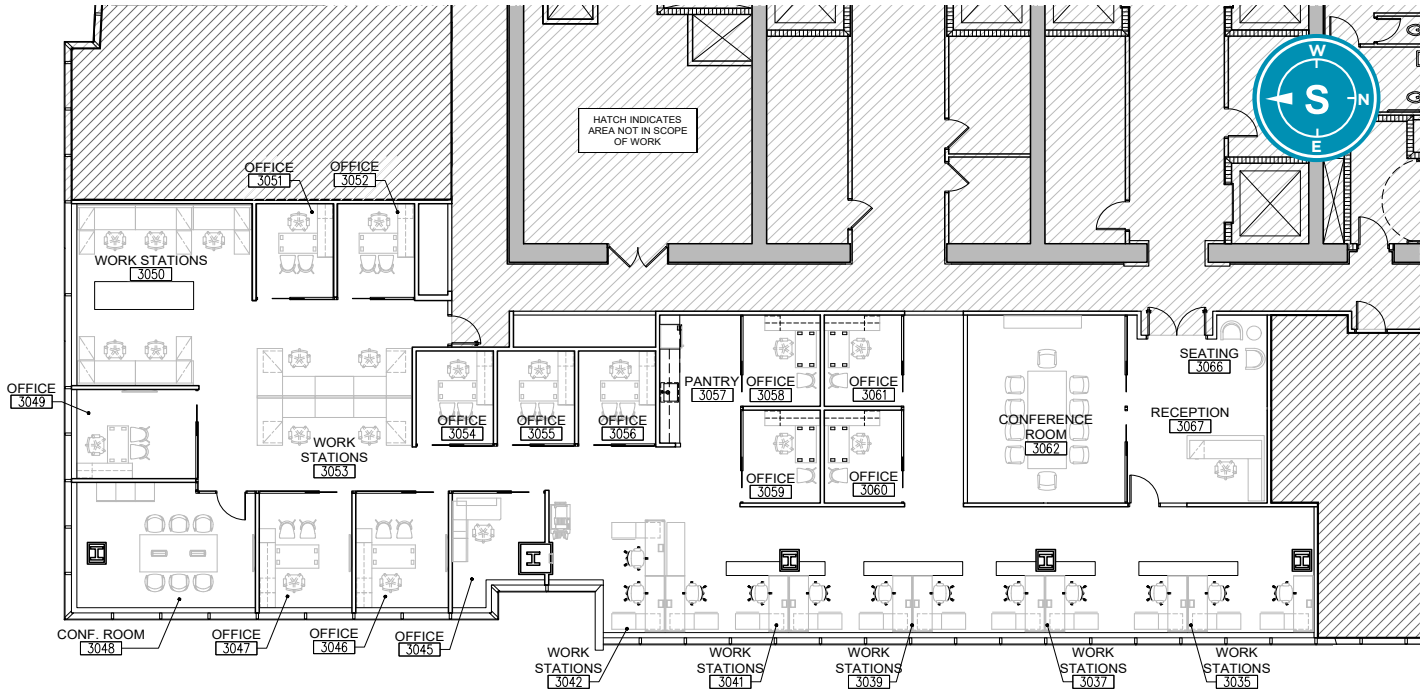 HATCH INDICATES
AREA NOT IN SCOPE
OF WORK
W
S
N
E
OFFICE
3051
OFFICE
3052
WORK STATIONS
3050
OFFICE
3049
WORK
STATIONS
3053
OFFICE
3054
OFFICE
3055
OFFICE
3056
PANTRY
3057
OFFICE
3058
OFFICE
3061
OFFICE
3059
OFFICE
3060
CONFERENCE
ROOM
3062
SEATING
3066
RECEPTION
3067
CONF. ROOM
3048
OFFICE
3047
OFFICE
3046
OFFICE
3045
WORK
STATIONS
3042
WORK
STATIONS
3041
WORK
STATIONS
3039
WORK
STATIONS
3037
WORK
STATIONS
3035